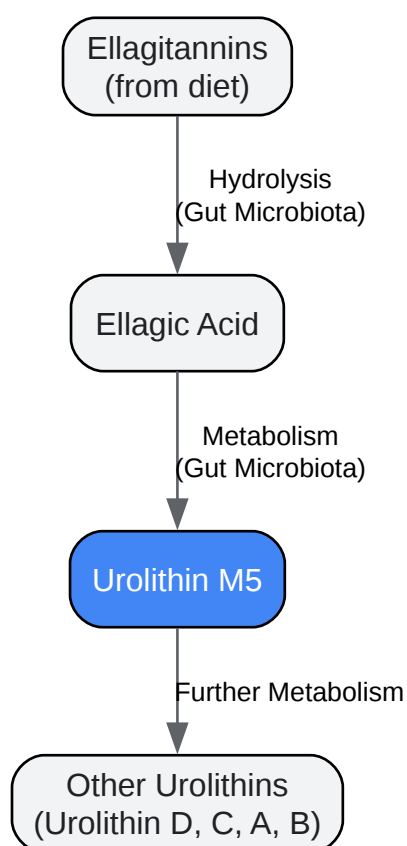 Ellagitannins
(from diet)
Hydrolysis
(Gut Microbiota)
Ellagic Acid
Metabolism
(Gut Microbiota)
Urolithin M5
Further Metabolism
Other Urolithins
(Urolithin D, C, A, B)